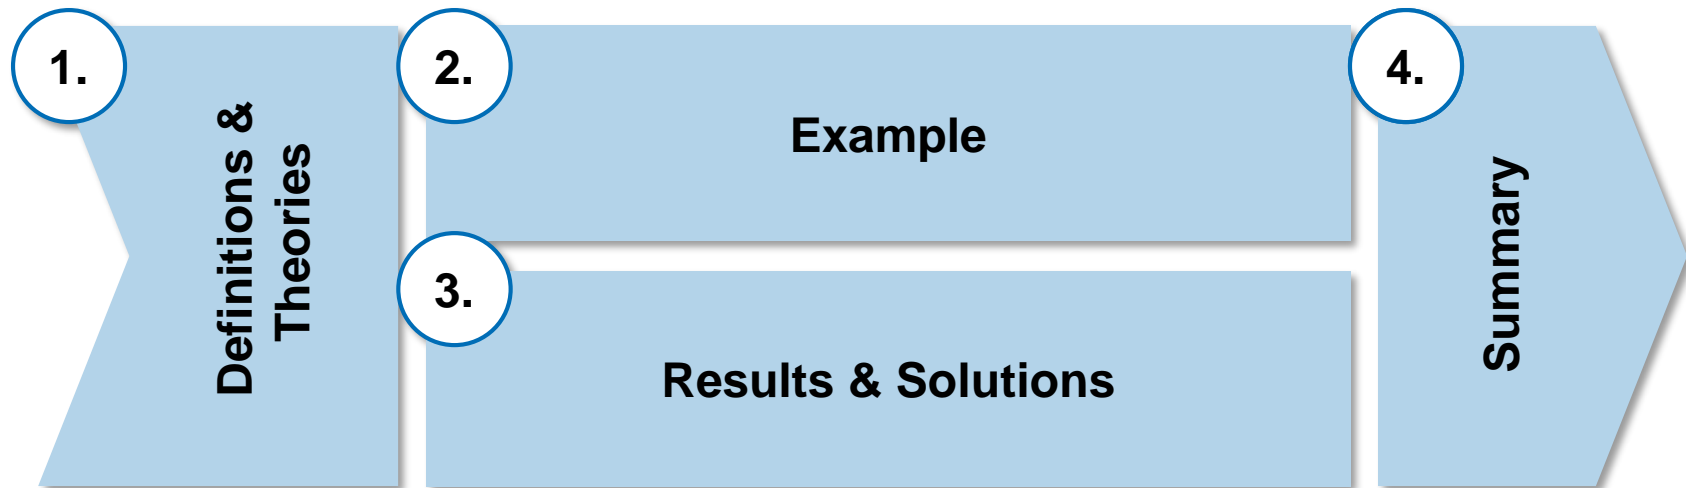 1.
Definitions &
Theories
2.
Example
3.
Results & Solutions
4.
Summary